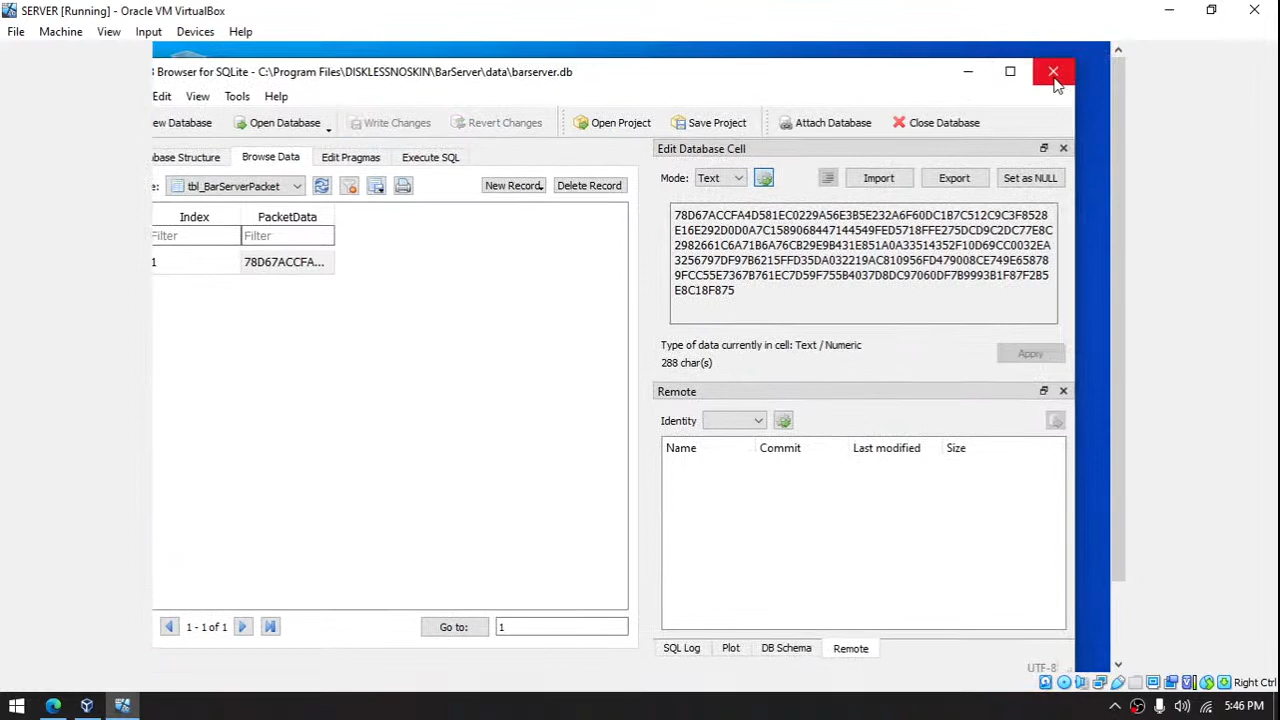 SERVER [Running] - Oracle VM VirtualBox
File Machine View Input Devices Help
Browser for SQLite - C:\Program Files\DISKLESSNOSKIN\BarServer\data\barserver.db
Edit View Tools Help
ew Database Open Database Write Changes Revert Changes Open Project Save Project Attach Database Close Database
abase Structure Browse Data Edit Pragmas Execute SQL
Edit Database Cell
e: tbl_BarServerPacket New Record Delete Record
Mode: Text Import Export Set as NULL
Index PacketData
Filter Filter
1 78D67ACCFA...
78D67ACCFA4D581EC0229A56E3B5E232A6F60DC1B7C512C9C3F8528
E16E292D0D0A7C1589068447144549FED5718FFE275DCD9C2DC77E8C
2982661C6A71B6A76CB29E9B431E851A0A33514352F10D69CC0032EA
3256797DF97B6215FFD35DA032219AC810956FD479008CE749E65878
9FCC55E7367B761EC7D59F755B4037D8DC97060DF7B9993B1F87F2B5
E8C18F875
Type of data currently in cell: Text / Numeric
288 char(s)
Apply
Remote
Identity
Name Commit Last modified Size
1 - 1 of 1 Go to: 1
SQL Log Plot DB Schema Remote
UTF-8
Right Ctrl
5:46 PM